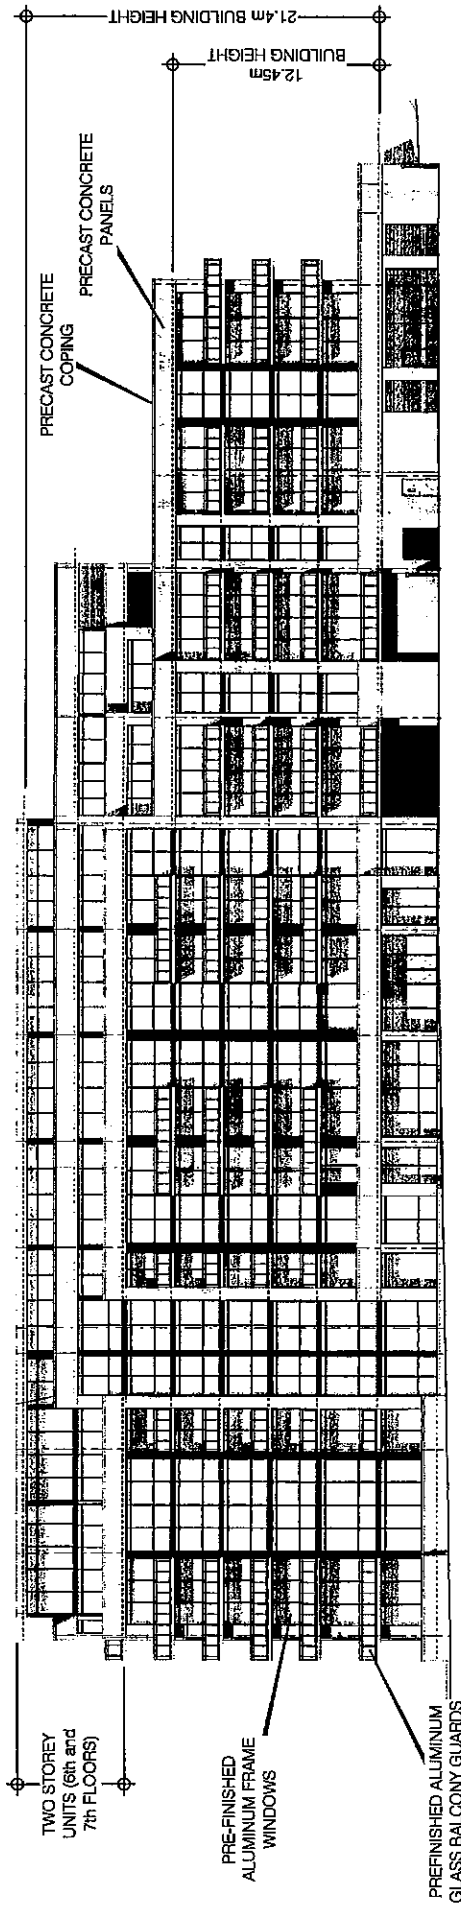 21.4m BUILDING HEIGHT
12.45m
BUILDING HEIGHT
PRECAST CONCRETE
COPING
PRECAST CONCRETE
PANELS
TWO STOREY
UNITS (6th and
7th FLOORS)
PRE-FINISHED
ALUMINUM FRAME
WINDOWS
PREFINISHED ALUMINUM
GLASS BALCONY GUARDS